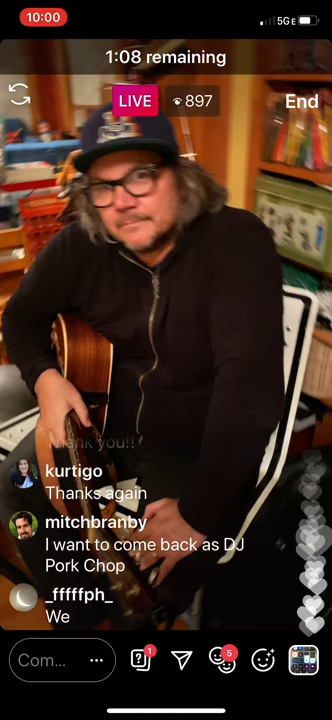 10:00
5GE
1:08 remaining
LIVE
897
End
Thank you!!
kurtigo
Thanks again
mitchbranby
I want to come back as DJ
Pork Chop
_fffffph_
We
Com...
1
5